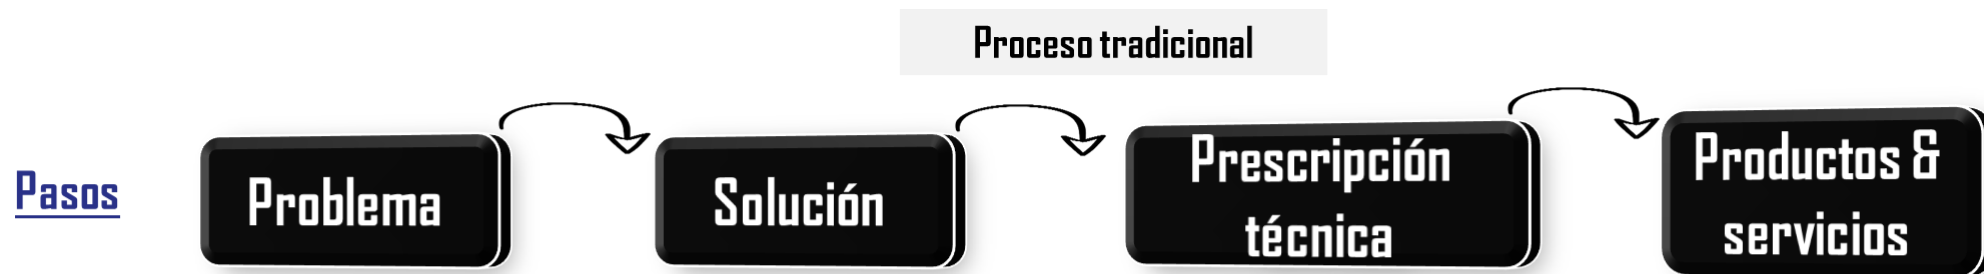 Proceso tradicional
Pasos
Problema
Solución
Prescripción
técnica
Productos &
servicios